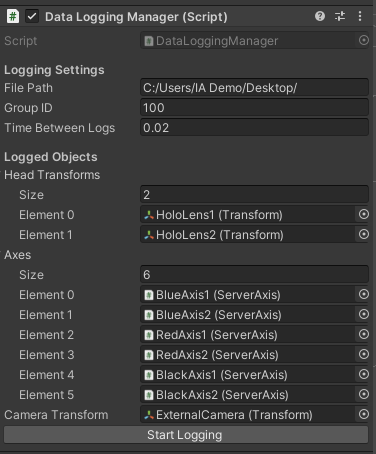 Data Logging Manager (Script)
Script DataLoggingManager
Logging Settings
File Path C:/Users/IA Demo/Desktop/
Group ID 100
Time Between Logs 0.02
Logged Objects
Head Transforms
Size 2
Element 0 HoloLens1 (Transform)
Element 1 HoloLens2 (Transform)
Axes
Size 6
Element 0 BlueAxis1 (ServerAxis)
Element 1 BlueAxis2 (ServerAxis)
Element 2 RedAxis1 (ServerAxis)
Element 3 RedAxis2 (ServerAxis)
Element 4 BlackAxis1 (ServerAxis)
Element 5 BlackAxis2 (ServerAxis)
Camera Transform ExternalCamera (Transform)
Start Logging